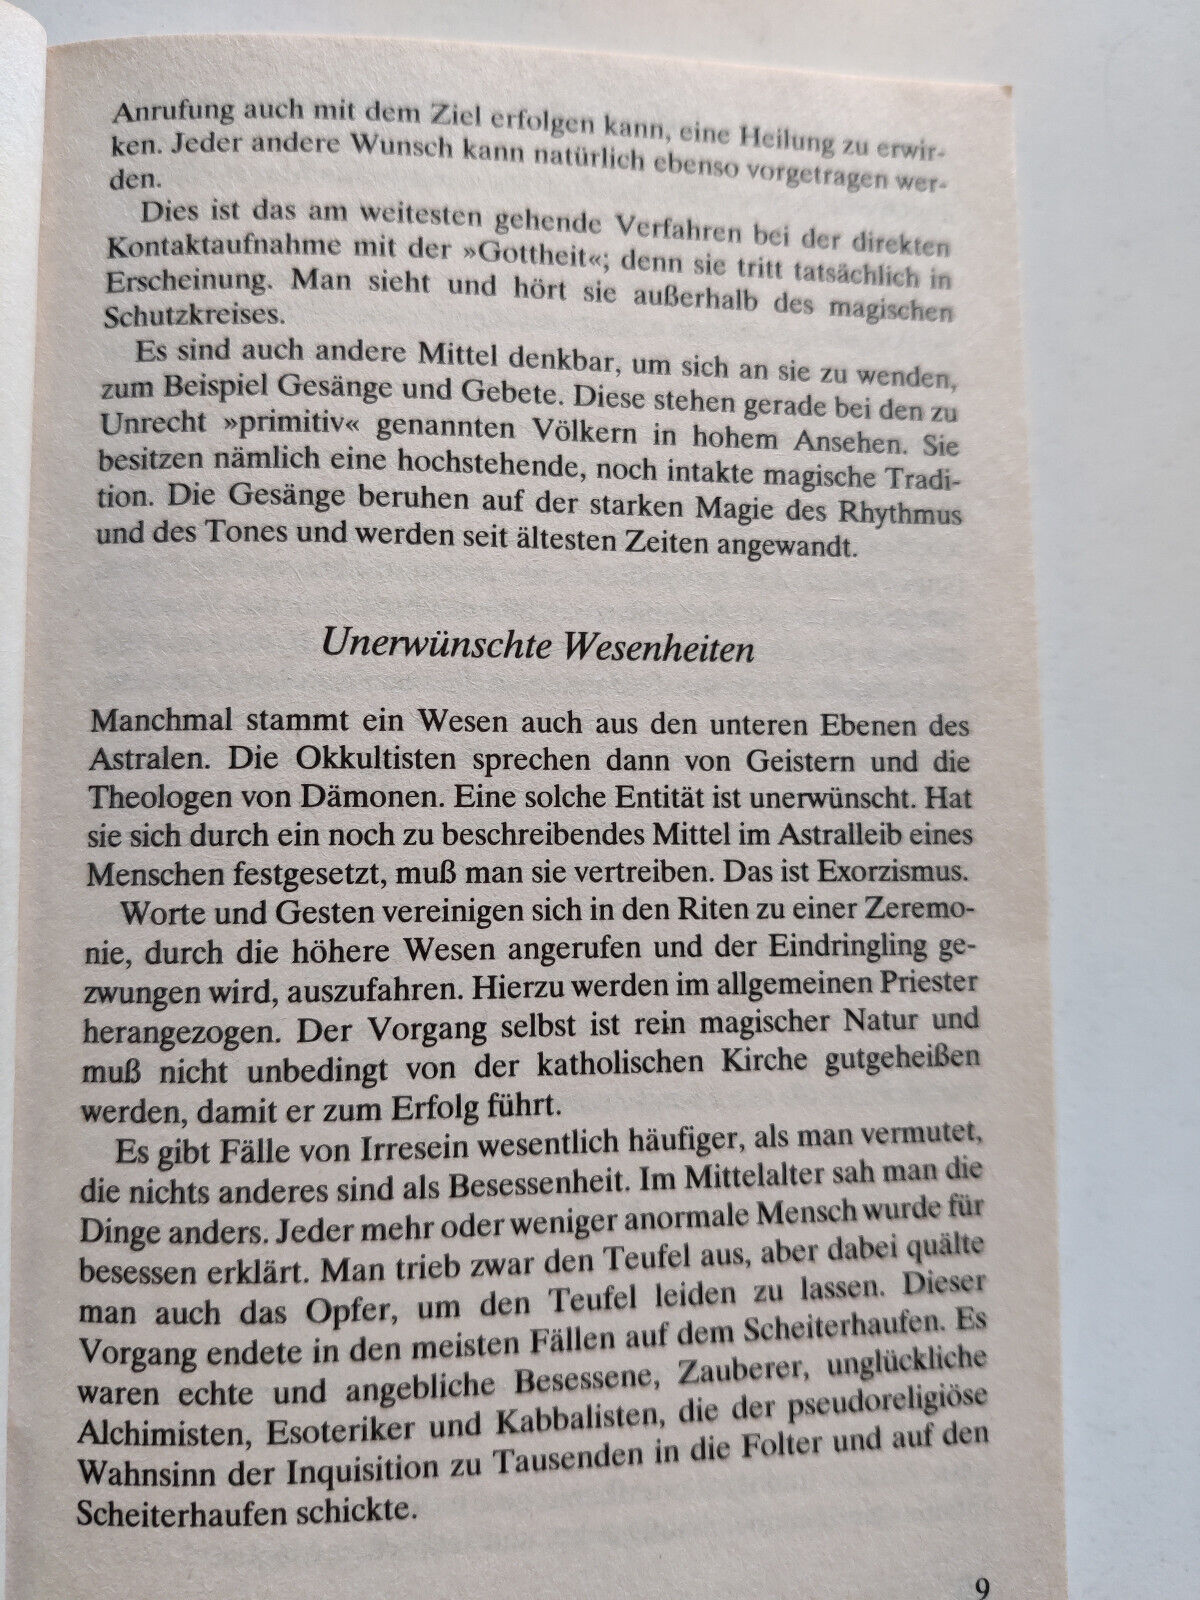 Anrufung auch mit dem Ziel erfolgen kann, eine Heilung zu erwir-
ken. Jeder andere Wunsch kann natürlich ebenso vorgetragen wer-
den.
Dies ist das am weitesten gehende Verfahren bei der direkten
Kontaktaufnahme mit der »Gottheit«; denn sie tritt tatsächlich in
Erscheinung. Man sieht und hört sie außerhalb des magischen
Schutzkreises.
Es sind auch andere Mittel denkbar, um sich an sie zu wenden,
zum Beispiel Gesänge und Gebete. Diese stehen gerade bei den zu
Unrecht »primitiv« genannten Völkern in hohem Ansehen. Sie
besitzen nämlich eine hochstehende, noch intakte magische Tradi-
tion. Die Gesänge beruhen auf der starken Magie des Rhythmus
und des Tones und werden seit ältesten Zeiten angewandt.
Unerwünschte Wesenheiten
Manchmal stammt ein Wesen auch aus den unteren Ebenen des
Astralen. Die Okkultisten sprechen dann von Geistern und die
Theologen von Dämonen. Eine solche Entität ist unerwünscht. Hat
sie sich durch ein noch zu beschreibendes Mittel im Astralleib eines
Menschen festgesetzt, muß man sie vertreiben. Das ist Exorzismus.
Worte und Gesten vereinigen sich in den Riten zu einer Zeremo-
nie, durch die höhere Wesen angerufen und der Eindringling ge-
zwungen wird, auszufahren. Hierzu werden im allgemeinen Priester
herangezogen. Der Vorgang selbst ist rein magischer Natur und
muß nicht unbedingt von der katholischen Kirche gutgeheißen
werden, damit er zum Erfolg führt.
Es gibt Fälle von Irresein wesentlich häufiger, als man vermutet,
die nichts anderes sind als Besessenheit. Im Mittelalter sah man die
Dinge anders. Jeder mehr oder weniger anormale Mensch wurde für
besessen erklärt. Man trieb zwar den Teufel aus, aber dabei quälte
man auch das Opfer, um den Teufel leiden zu lassen. Dieser
Vorgang endete in den meisten Fällen auf dem Scheiterhaufen. Es
waren echte und angebliche Besessene, Zauberer, unglückliche
Alchimisten, Esoteriker und Kabbalisten, die der pseudoreligiöse
Wahnsinn der Inquisition zu Tausenden in die Folter und auf den
Scheiterhaufen schickte.
9